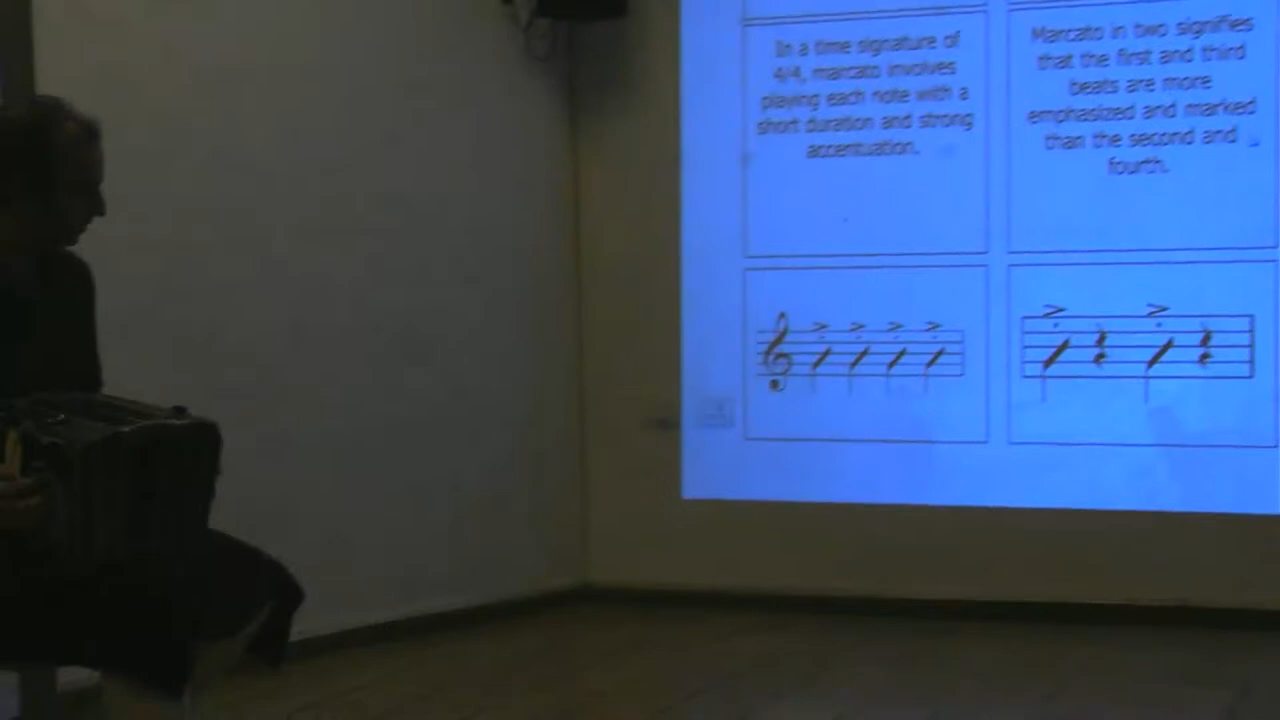 In a time signature of
4/4, marcato involves
playing each note with a
short duration and strong
accentuation.
Marcato in two signifies
that the first and third
beats are more
emphasized and marked
than the second and
fourth.